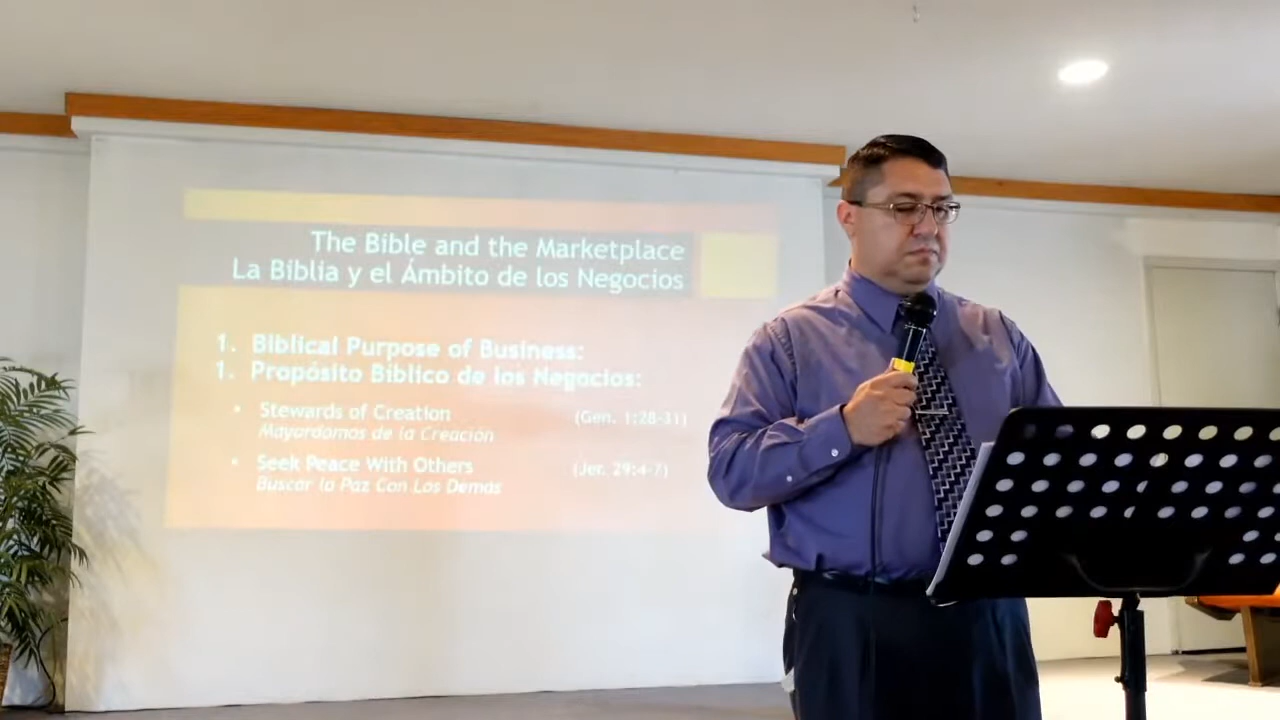 The Bible and the Marketplace
La Biblia y el Ámbito de los Negocios
1. Biblical Purpose of Business:
1. Propósito Bíblico de los Negocios:
• Stewards of Creation (Gen. 1:28-31)
Mayordomos de la Creación
• Seek Peace With Others (Jer. 29:4-7)
Buscar la Paz Con Los Demás